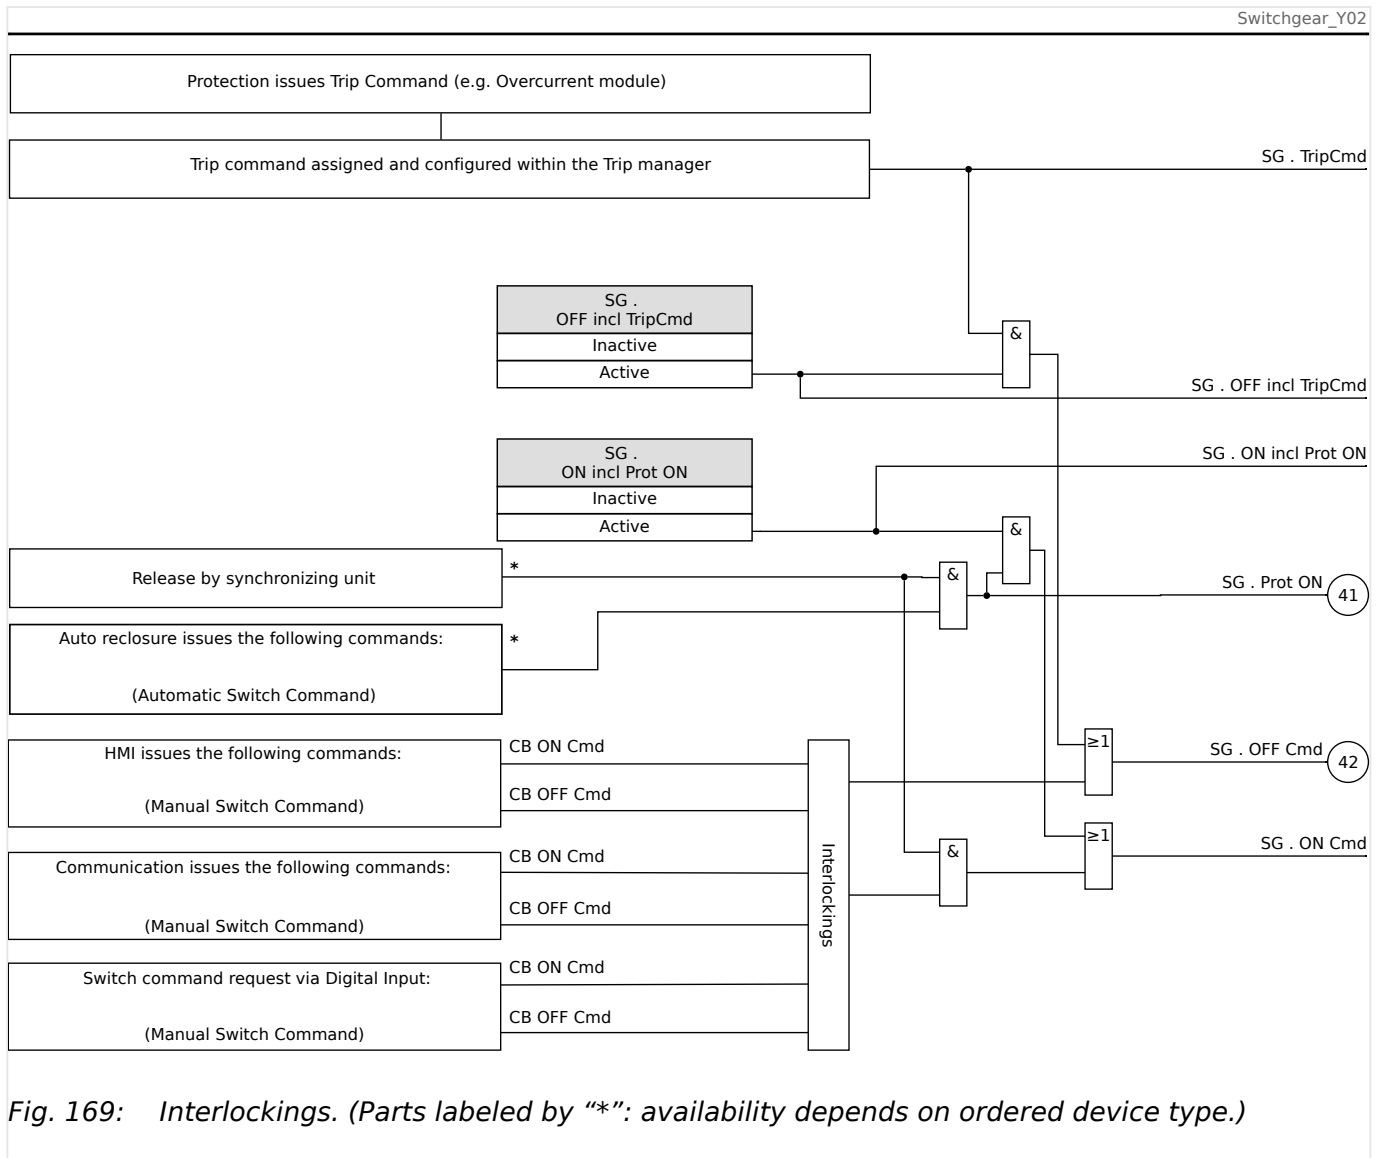 Switchgear_Y02
Protection issues Trip Command (e.g. Overcurrent module)
Trip command assigned and configured within the Trip manager
SG . TripCmd
SG .
OFF incl TripCmd
Inactive
Active
&
SG . OFF incl TripCmd
SG .
ON incl Prot ON
Inactive
Active
SG . ON incl Prot ON
&
Release by synchronizing unit
*
&
SG . Prot ON
41
Auto reclosure issues the following commands:
(Automatic Switch Command)
*
HMI issues the following commands:
(Manual Switch Command)
CB ON Cmd
CB OFF Cmd
≥1
SG . OFF Cmd
42
Communication issues the following commands:
(Manual Switch Command)
CB ON Cmd
CB OFF Cmd
Interlockings
&
≥1
SG . ON Cmd
Switch command request via Digital Input:
(Manual Switch Command)
CB ON Cmd
CB OFF Cmd
Fig. 169: Interlockings. (Parts labeled by “*”: availability depends on ordered device type.)